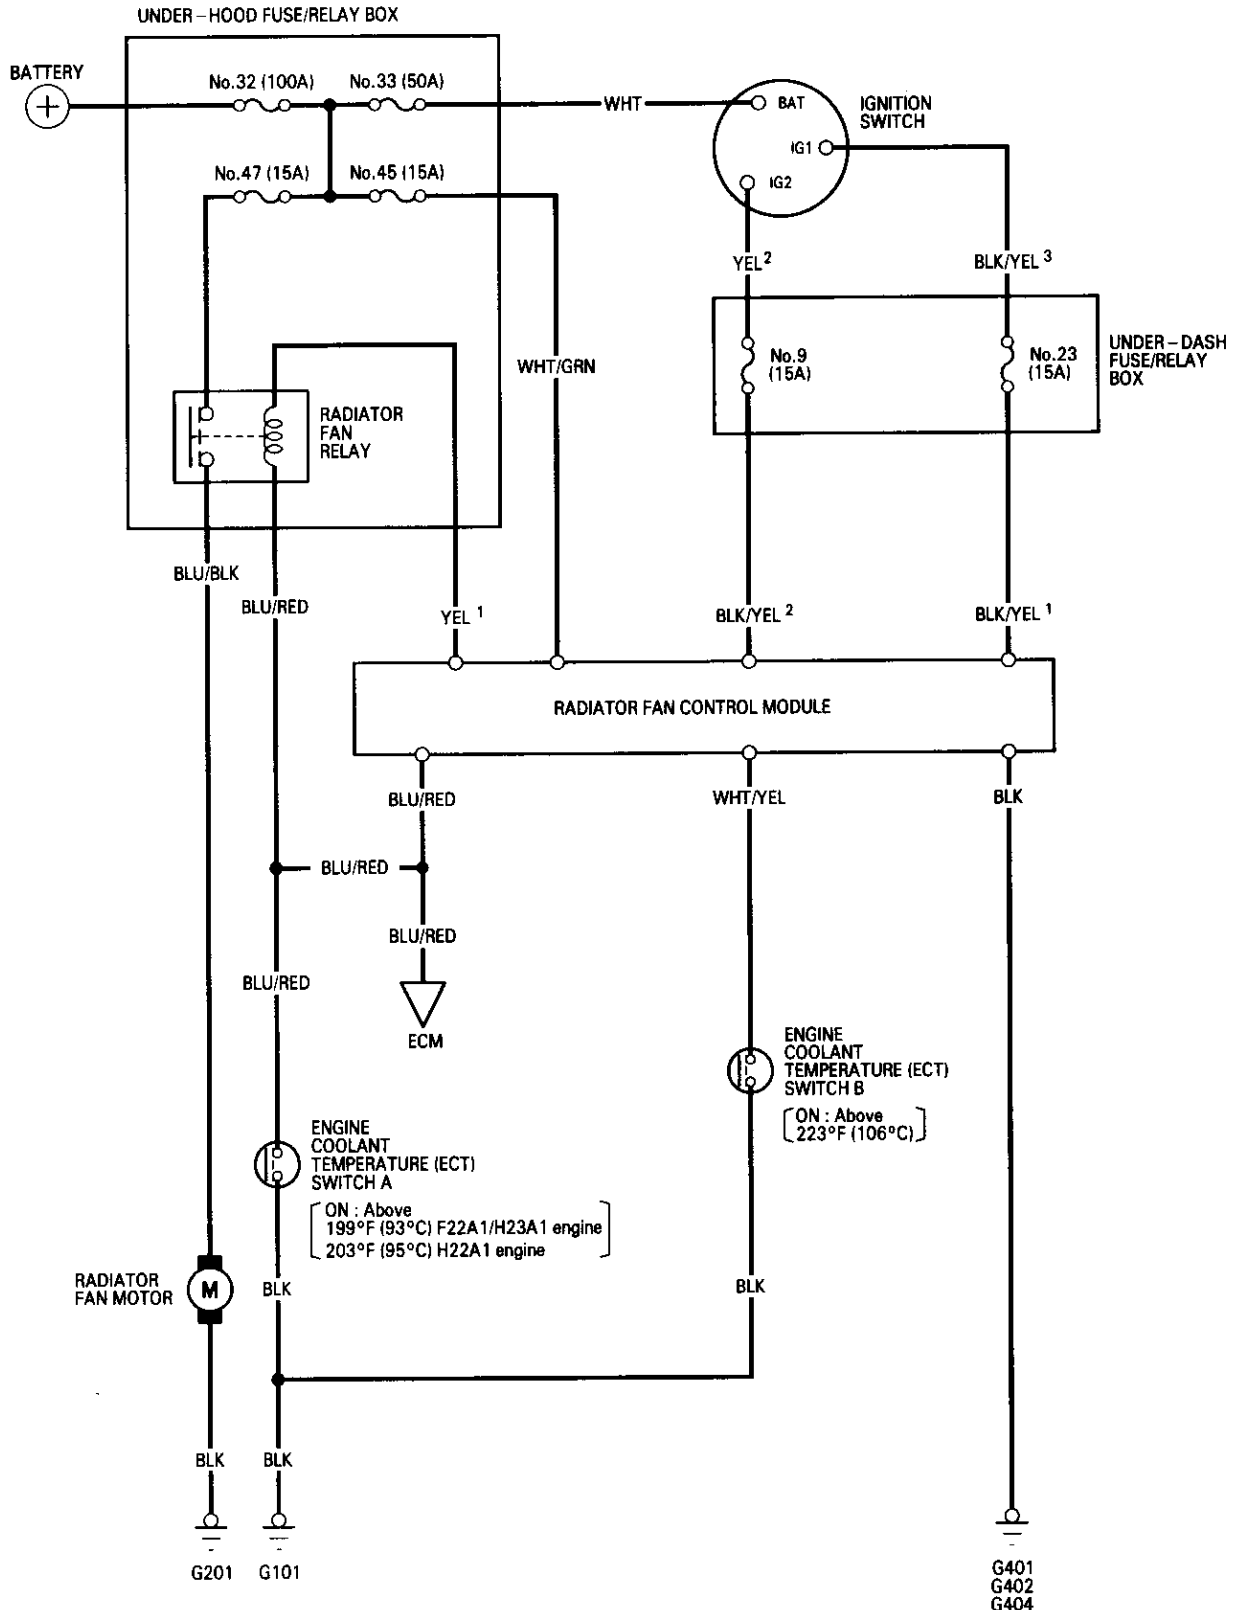 UNDER–HOOD FUSE/RELAY BOX
BATTERY
+
No.32 (100A)
No.33 (50A)
WHT
BAT
IGNITION
SWITCH
IG1
IG2
No.47 (15A)
No.45 (15A)
YEL 2
BLK/YEL 3
No.9
(15A)
No.23
(15A)
UNDER–DASH
FUSE/RELAY
BOX
WHT/GRN
RADIATOR
FAN
RELAY
BLU/BLK
BLU/RED
YEL 1
BLK/YEL 2
BLK/YEL 1
RADIATOR FAN CONTROL MODULE
BLU/RED
WHT/YEL
BLK
BLU/RED
BLU/RED
BLU/RED
ECM
ENGINE
COOLANT
TEMPERATURE (ECT)
SWITCH B
ON : Above
223°F (106°C)
ENGINE
COOLANT
TEMPERATURE (ECT)
SWITCH A
ON : Above
199°F (93°C) F22A1/H23A1 engine
203°F (95°C) H22A1 engine
RADIATOR
FAN MOTOR
M
BLK
BLK
BLK
BLK
G201
G101
G401
G402
G404